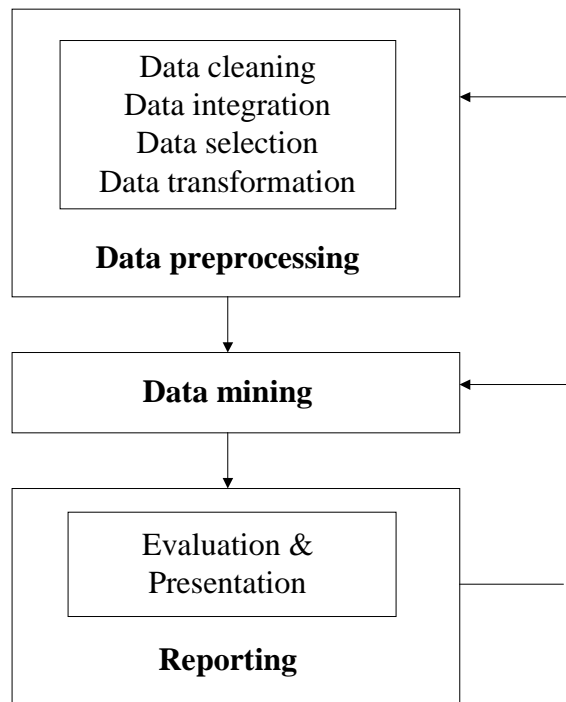 Data cleaning
Data integration
Data selection
Data transformation
Data preprocessing
Data mining
Evaluation &
Presentation
Reporting